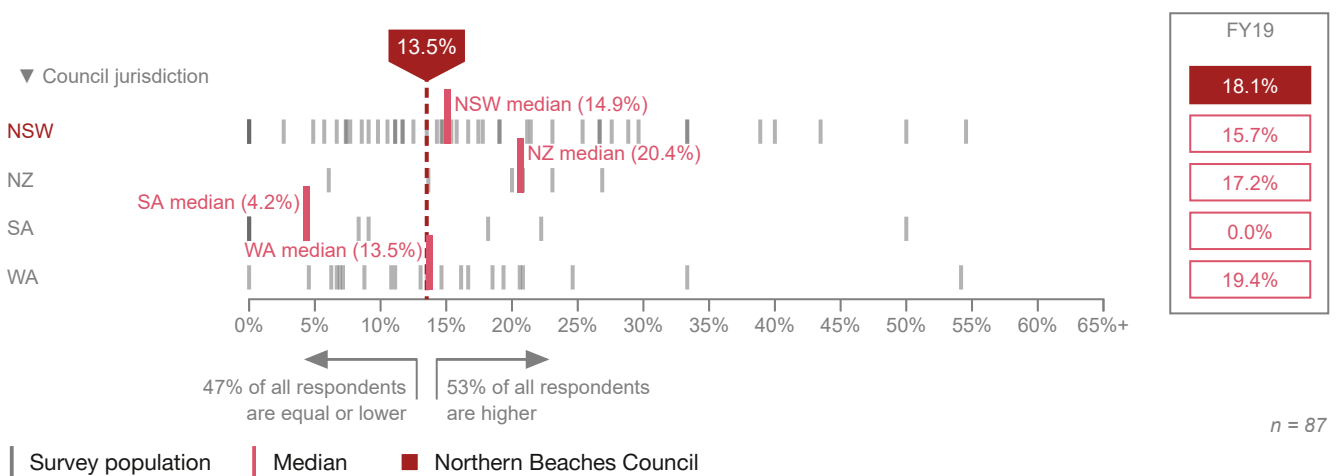 FY19
13.5%
▼ Council jurisdiction
18.1%
NSW median (14.9%)
NSW
15.7%
NZ median (20.4%)
NZ
17.2%
SA median (4.2%)
SA
0.0%
WA median (13.5%)
WA
19.4%
0% 5% 10% 15% 20% 25% 30% 35% 40% 45% 50% 55% 60% 65%+
47% of all respondents
are equal or lower
53% of all respondents
are higher
n = 87
Survey population Median Northern Beaches Council